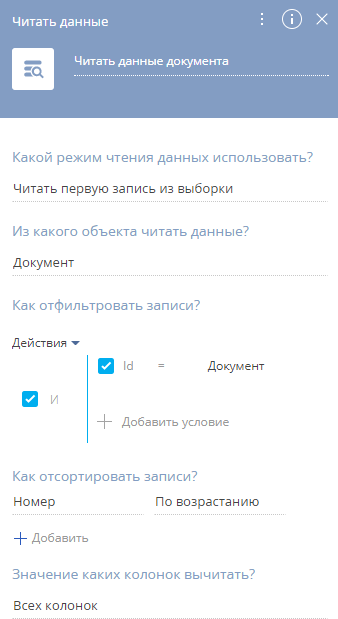 Читать данные
Читать данные документа
Какой режим чтения данных использовать?
Читать первую запись из выборки
Из какого объекта читать данные?
Документ
Как отфильтровать записи?
Действия
Id = Документ
И
Добавить условие
Как отсортировать записи?
Номер По возрастанию
Добавить
Значение каких колонок вычитать?
Всех колонок